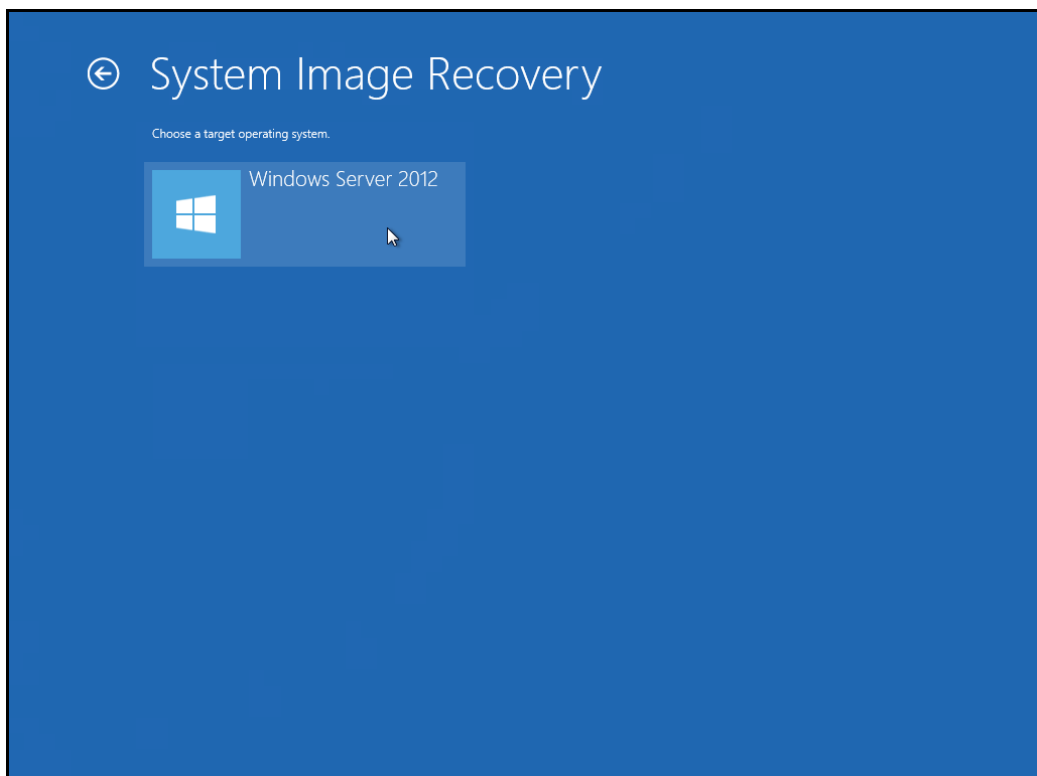 System Image Recovery
Choose a target operating system.
Windows Server 2012